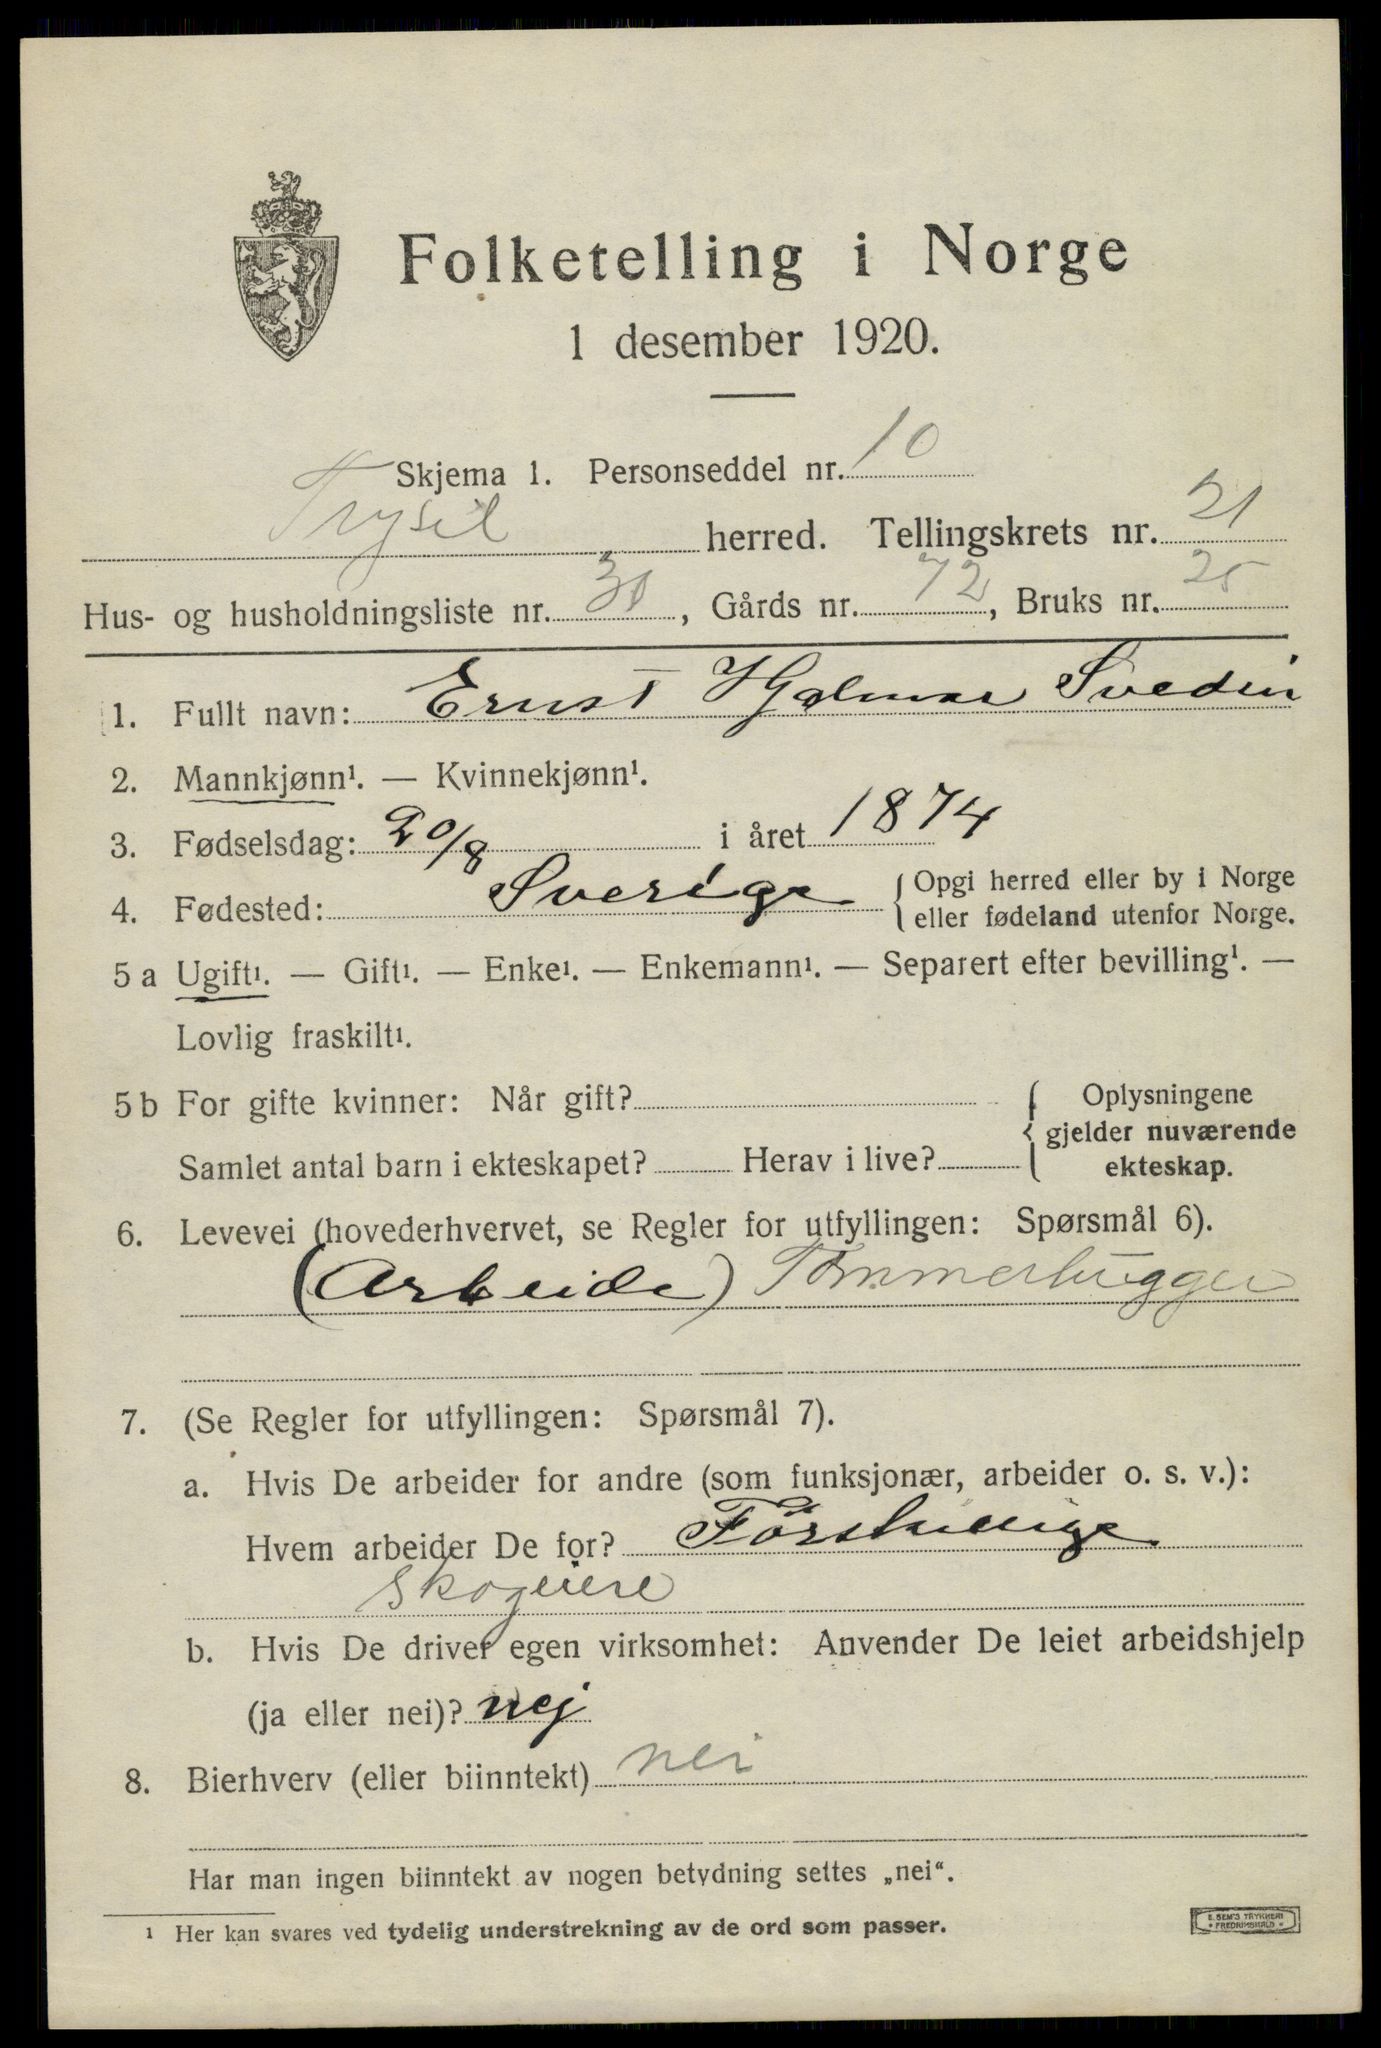 Folketelling i Norge
1 desember 1920.
Skjema 1. Personseddel nr. 10
Trysil herred. Tellingskrets nr. 21
Hus- og husholdningsliste nr. , Gårds nr. 72, Bruks nr. 25
1. Fullt navn: Ernst Hjalmar Svedin
2. Mannkjønn¹. — Kvinnekjønn¹.
3. Fødselsdag: 20/8 i året 1874
4. Fødested: Sverige { Opgi herred eller by i Norge
eller fødeland utenfor Norge.
5 a Ugift¹. — Gift¹. — Enke¹. — Enkemann¹. — Separert efter bevilling¹. —
Lovlig fraskilt¹.
5 b For gifte kvinner: Når gift? { Oplysningene
gjelder nuværende
Samlet antal barn i ekteskapet? Herav i live? ekteskap.
6. Levevei (hovederhvervet, se Regler for utfyllingen: Spørsmål 6).
(Arbeide) Tømmerhugger
7. (Se Regler for utfyllingen: Spørsmål 7).
a. Hvis De arbeider for andre (som funksjonær, arbeider o. s. v.):
Hvem arbeider De for?
skogeiere
b. Hvis De driver egen virksomhet: Anvender De leiet arbeidshjelp
(ja eller nei)? nej
8. Bierhverv (eller biinntekt) nei
Har man ingen biinntekt av nogen betydning settes „nei“.
¹ Her kan svares ved tydelig understrekning av de ord som passer.
E. SEM'S TRYKKERI
* FREDRIKSHALD *